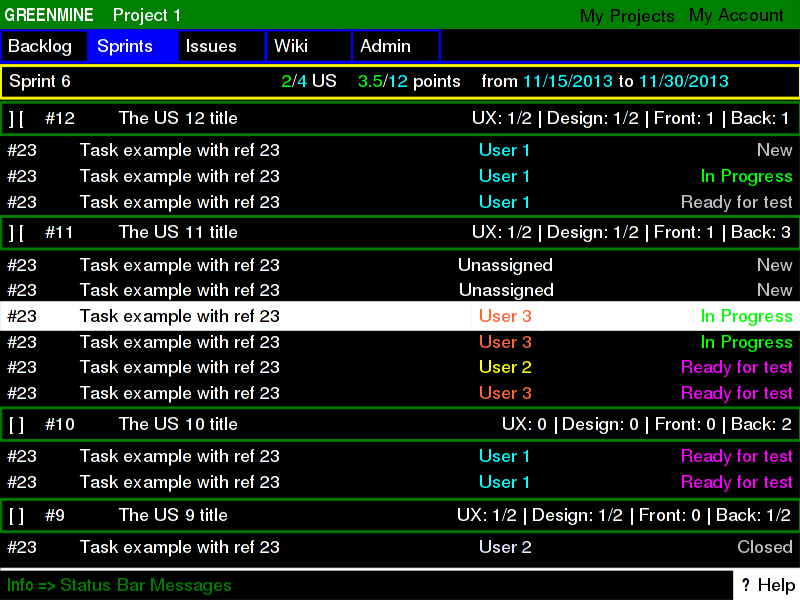 GREENMINE Project 1 My Projects My Account
Backlog Sprints Issues Wiki Admin
Sprint 6 2/4 US 3.5/12 points from 11/15/2013 to 11/30/2013
] [ #12 The US 12 title UX: 1/2 | Design: 1/2 | Front: 1 | Back: 1
#23 Task example with ref 23 User 1 New
#23 Task example with ref 23 User 1 In Progress
#23 Task example with ref 23 User 1 Ready for test
] [ #11 The US 11 title UX: 1/2 | Design: 1/2 | Front: 1 | Back: 3
#23 Task example with ref 23 Unassigned New
#23 Task example with ref 23 Unassigned New
#23 Task example with ref 23 User 3 In Progress
#23 Task example with ref 23 User 3 In Progress
#23 Task example with ref 23 User 2 Ready for test
#23 Task example with ref 23 User 3 Ready for test
[ ] #10 The US 10 title UX: 0 | Design: 0 | Front: 0 | Back: 2
#23 Task example with ref 23 User 1 Ready for test
#23 Task example with ref 23 User 1 Ready for test
[ ] #9 The US 9 title UX: 1/2 | Design: 1/2 | Front: 0 | Back: 1/2
#23 Task example with ref 23 User 2 Closed
Info => Status Bar Messages ? Help